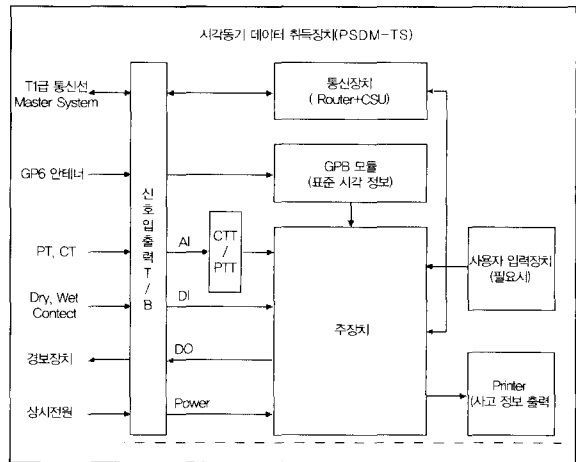 시각동기 데이터 취득장치(PSDM-TS)
T1급 통신선
Master System
통신장치
( Router+CSU)
GP6 안테너
GPB 모듈
(표준 시각 정보)
신호입출력T/B
PT, CT
AI
CTT
/
PTT
사용자 입력장치
(필요시)
Dry, Wet
Contect
DI
주장치
경보장치
DO
Printer
(사고 정보 출력
상시전원
Power